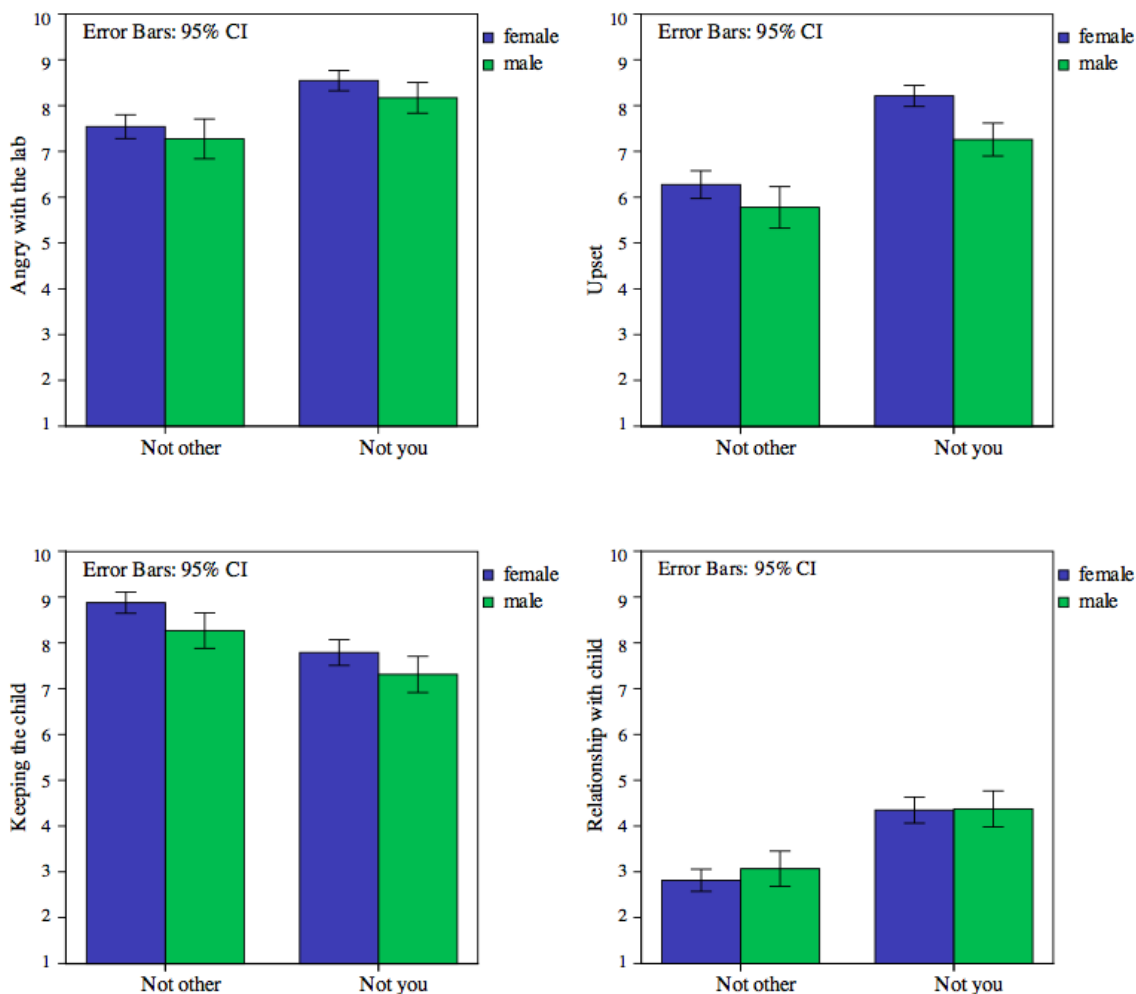 Error Bars: 95% CI
female
male
Angry with the lab
10
9
8
7
6
5
4
3
2
1
Not other
Not you
Error Bars: 95% CI
female
male
Upset
10
9
8
7
6
5
4
3
2
1
Not other
Not you
Error Bars: 95% CI
female
male
Keeping the child
10
9
8
7
6
5
4
3
2
1
Not other
Not you
Error Bars: 95% CI
female
male
Relationship with child
10
9
8
7
6
5
4
3
2
1
Not other
Not you